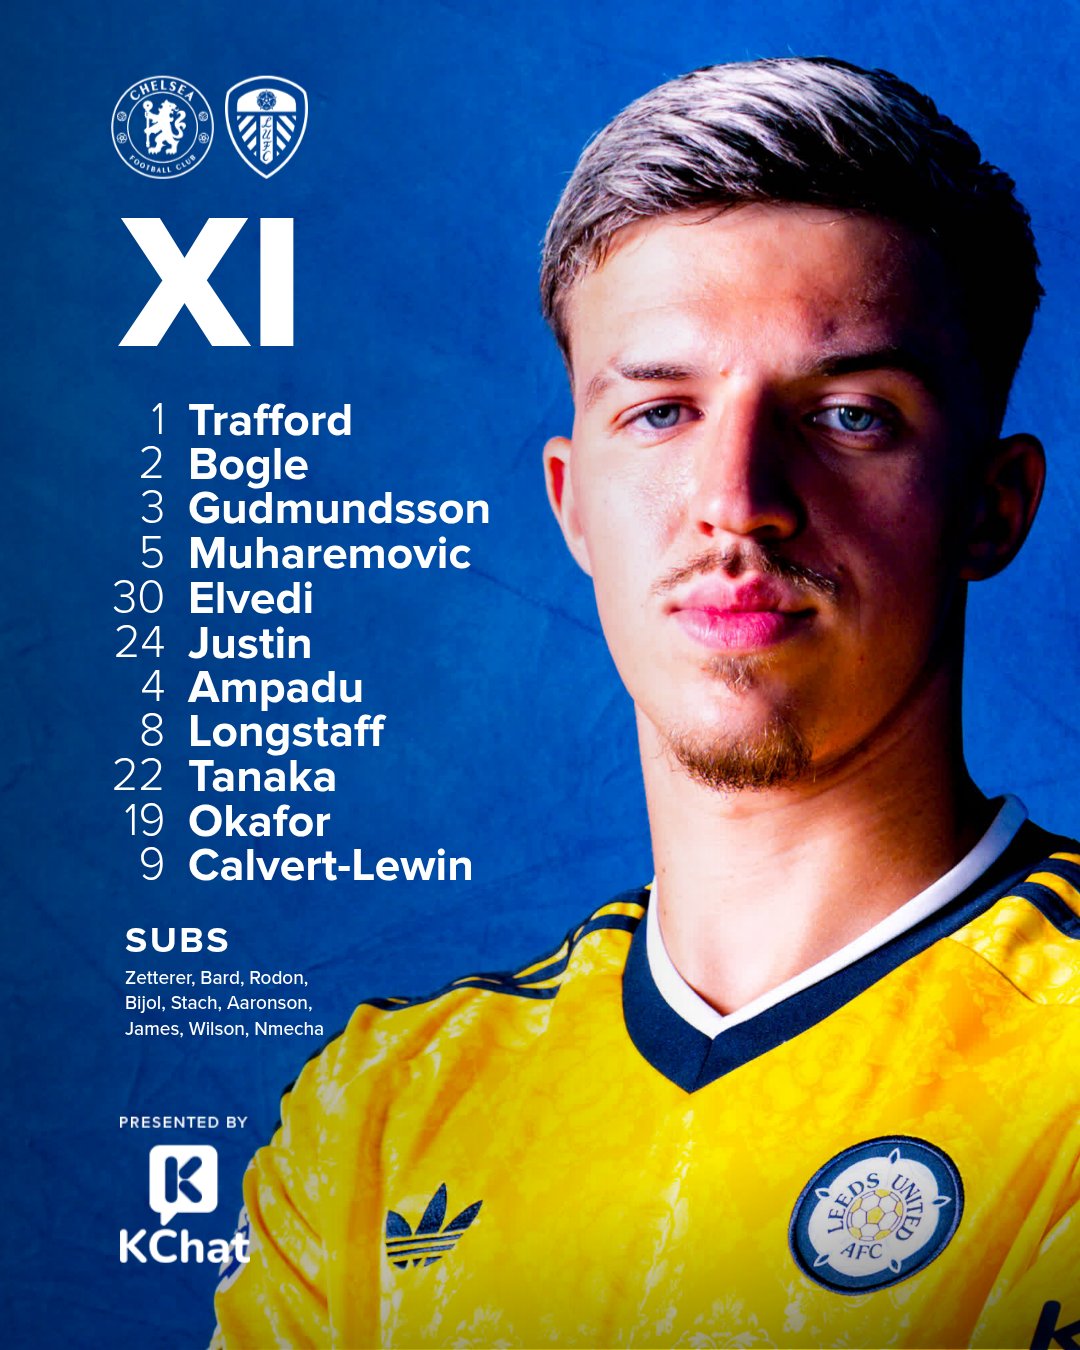 CHELSEA
FOOTBALL CLUB
LUFC
XI
1 Trafford
2 Bogle
3 Gudmundsson
5 Muharemovic
30 Elvedi
24 Justin
4 Ampadu
8 Longstaff
22 Tanaka
19 Okafor
9 Calvert-Lewin
SUBS
Zetterer, Bard, Rodon,
Bijol, Stach, Aaronson,
James, Wilson, Nmecha
PRESENTED BY
K
KChat
LEEDS UNITED
AFC